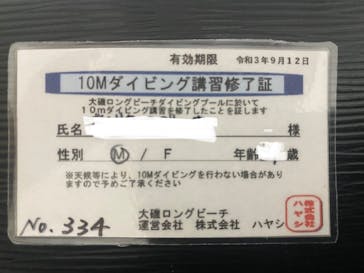 有効期限 令和3年9月12日
10Mダイビング講習修了証
大磯ロングビーチダイビングプールに於いて
10mダイビング講習を修了したことを証します
氏名 様
性別 M / F 年齢 歳
※天候等により、10Mダイビングを行わない場合があり
ますので予めご了承ください
No. 334
大磯ロングビーチ
運営会社 株式会社 ハヤシ
株式会社
ハヤシ